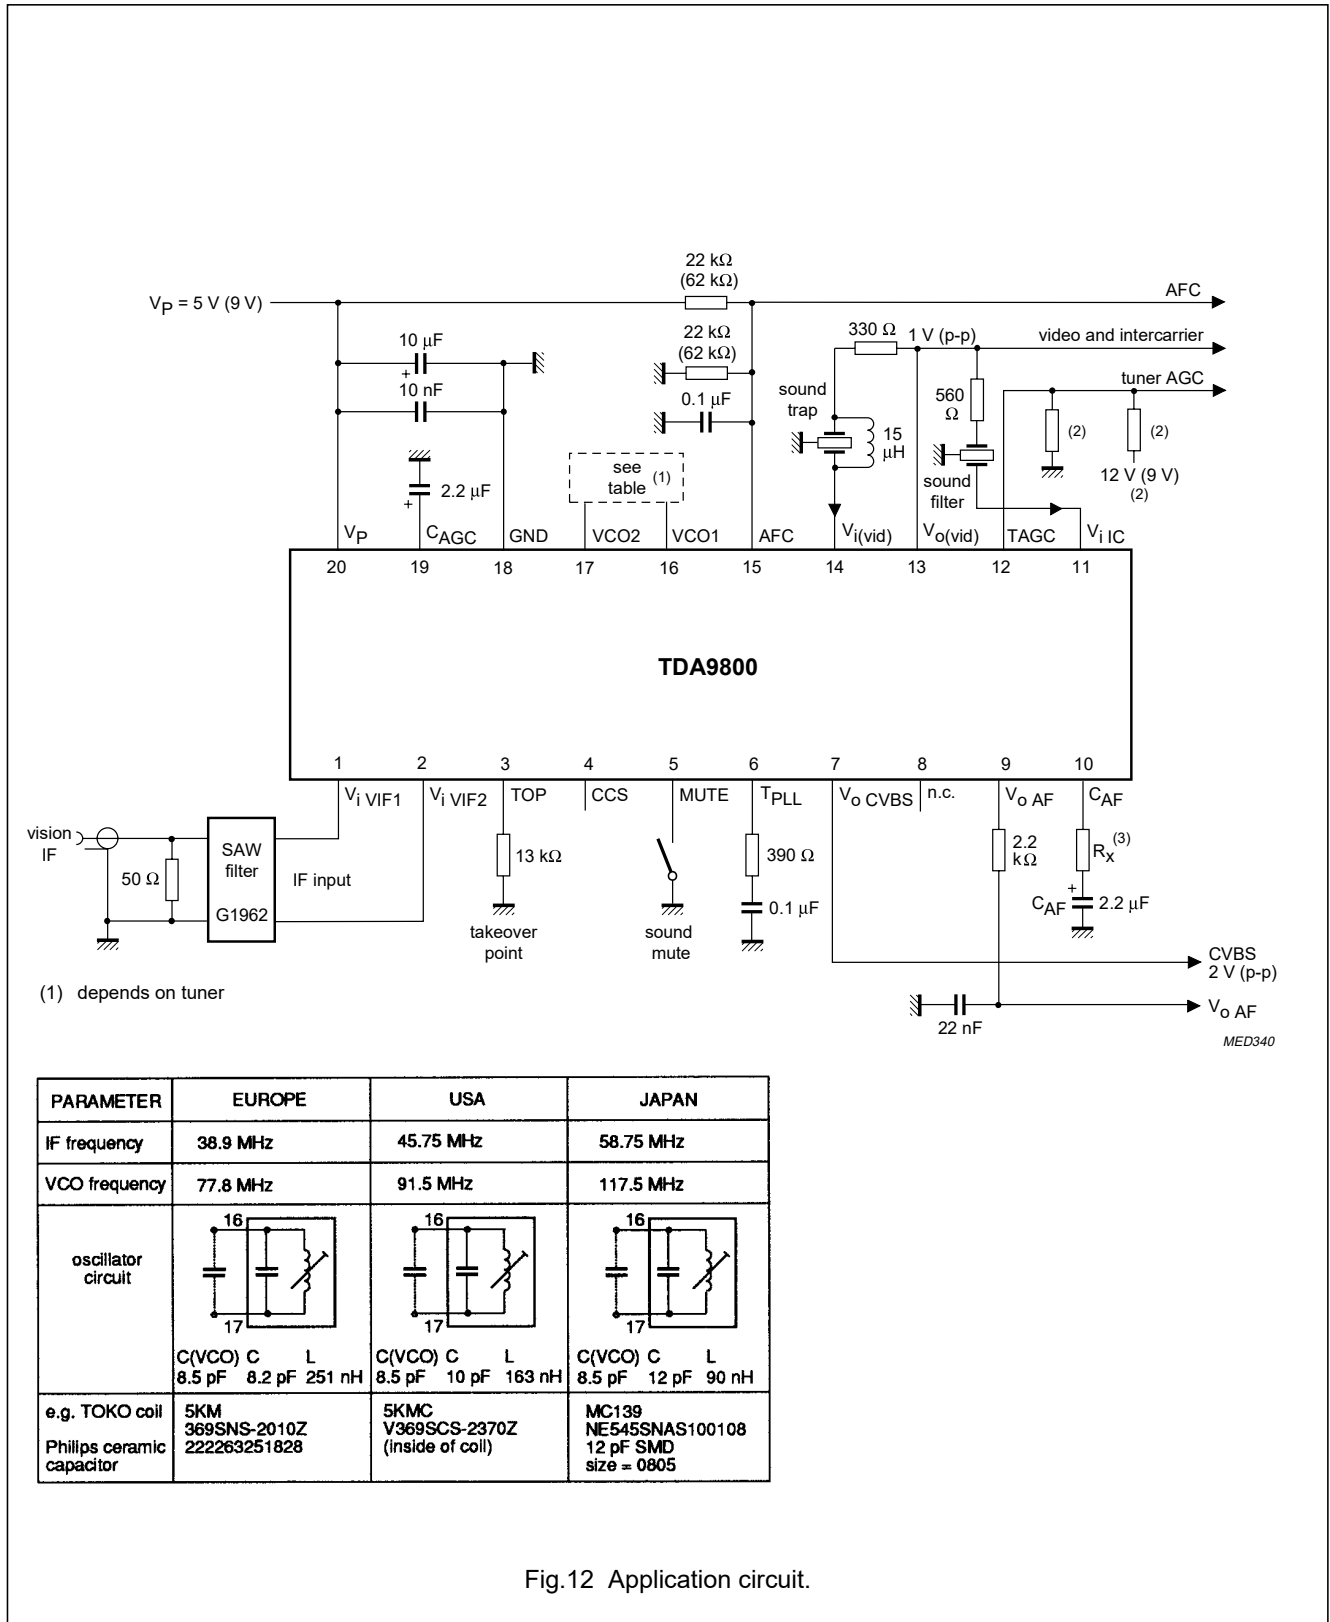 22 kΩ
(62 kΩ)
VP = 5 V (9 V)
AFC
10 μF
+
22 kΩ
(62 kΩ)
330 Ω
1 V (p-p)
video and intercarrier
10 nF
0.1 μF
sound
trap
15
μH
560
Ω
tuner AGC
(2)
(2)
12 V (9 V)
(2)
sound
filter
2.2 μF
+
see
table (1)
VP
CAGC
GND
VCO2
VCO1
AFC
Vi(vid)
Vo(vid)
TAGC
Vi IC
20
19
18
17
16
15
14
13
12
11
TDA9800
1
2
3
4
5
6
7
8
9
10
Vi VIF1
Vi VIF2
TOP
CCS
MUTE
TPLL
Vo CVBS
n.c.
Vo AF
CAF
vision
IF
50 Ω
SAW
filter
G1962
IF input
13 kΩ
takeover
point
sound
mute
390 Ω
0.1 μF
2.2
kΩ
Rx(3)
+
CAF
2.2 μF
CVBS
2 V (p-p)
22 nF
Vo AF
MED340
(1) depends on tuner
PARAMETER EUROPE USA JAPAN
IF frequency 38.9 MHz 45.75 MHz 58.75 MHz
VCO frequency 77.8 MHz 91.5 MHz 117.5 MHz
oscillator
circuit
16
17
16
17
16
17
C(VCO) C L C(VCO) C L C(VCO) C L
8.5 pF 8.2 pF 251 nH 8.5 pF 10 pF 163 nH 8.5 pF 12 pF 90 nH
e.g. TOKO coil
Philips ceramic
capacitor
5KM
369SNS-2010Z
222263251828
5KMC
V369SCS-2370Z
(inside of coil)
MC139
NE545SNAS100108
12 pF SMD
size = 0805
Fig.12 Application circuit.